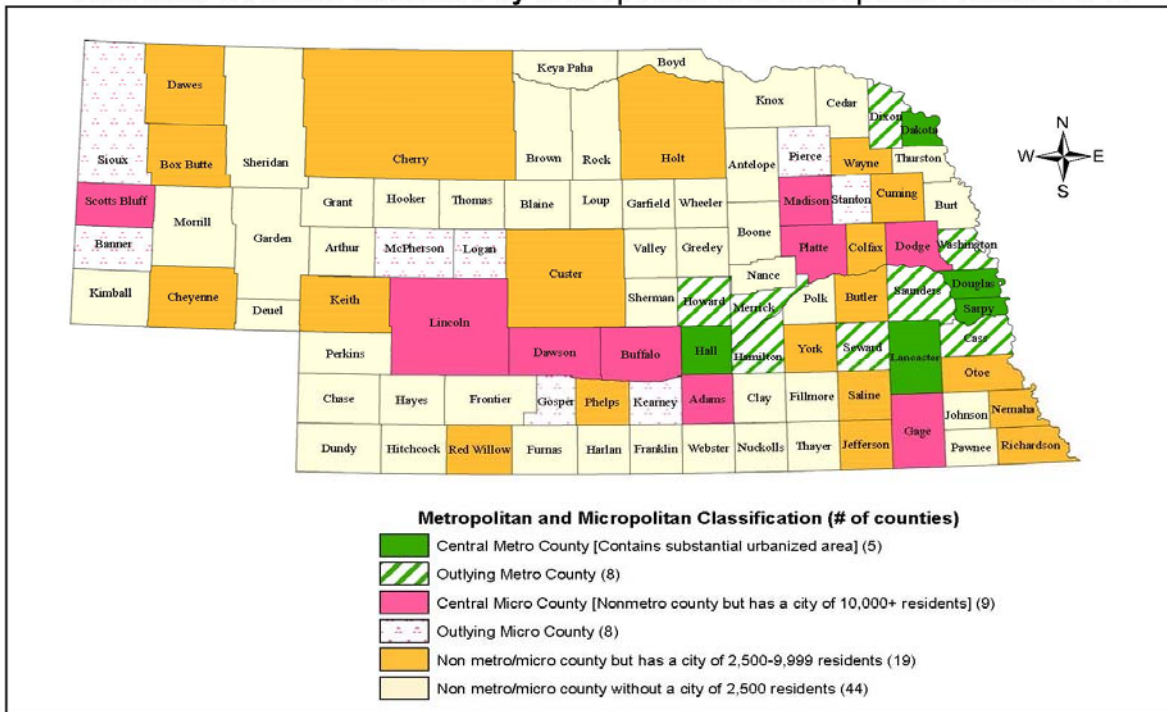 Keya Paha
Boyd
Dawes
Knox
Cedar
Dixon
Dakota
Sioux
Box Butte
Sheridan
Cherry
Brown
Rock
Holt
Antelope
Pierce
Wayne
Thurston
N
W E
S
Scotts Bluff
Morrill
Garden
Grant
Hooker
Thomas
Blaine
Loup
Garfield
Wheeler
Madison
Stanton
Cuming
Burt
Banner
Arthur
McPherson
Logan
Custer
Valley
Greeley
Boone
Platte
Colfax
Dodge
Washington
Kimball
Cheyenne
Deuel
Keith
Lincoln
Sherman
Howard
Nance
Merrick
Polk
Butler
Saunders
Douglas
Sarpy
Perkins
Dawson
Buffalo
Hall
Hamilton
York
Seward
Lancaster
Cass
Otoe
Chase
Hayes
Frontier
Gosper
Phelps
Kearney
Adams
Clay
Fillmore
Saline
Gage
Johnson
Nemaha
Dundy
Hitchcock
Red Willow
Furnas
Harlan
Franklin
Webster
Nuckolls
Thayer
Jefferson
Pawnee
Richardson
Metropolitan and Micropolitan Classification (# of counties)
Central Metro County [Contains substantial urbanized area] (5)
Outlying Metro County (8)
Central Micro County [Nonmetro county but has a city of 10,000+ residents] (9)
Outlying Micro County (8)
Non metro/micro county but has a city of 2,500-9,999 residents (19)
Non metro/micro county without a city of 2,500 residents (44)